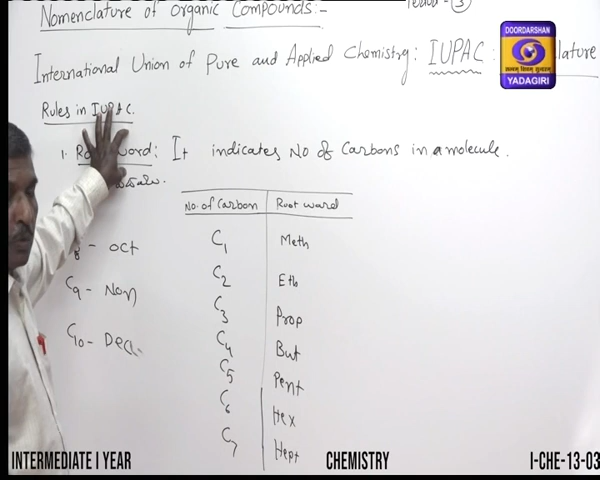 Nomenclature of Organic Compounds:-
International Union of Pure and Applied Chemistry: IUPAC :
DOORDARSHAN
YADAGIRI
Rules in IUPAC.
1. word: It indicates No of Carbons in a molecule.
No. of Carbon Root word
C1 Meth
C2 Eth
C3 Prop
C4 But
C5 Pent
C6 Hex
C7 Hept
8 - oct
C9 - Non
C10 - Dec
INTERMEDIATE I YEAR CHEMISTRY I-CHE-13-03